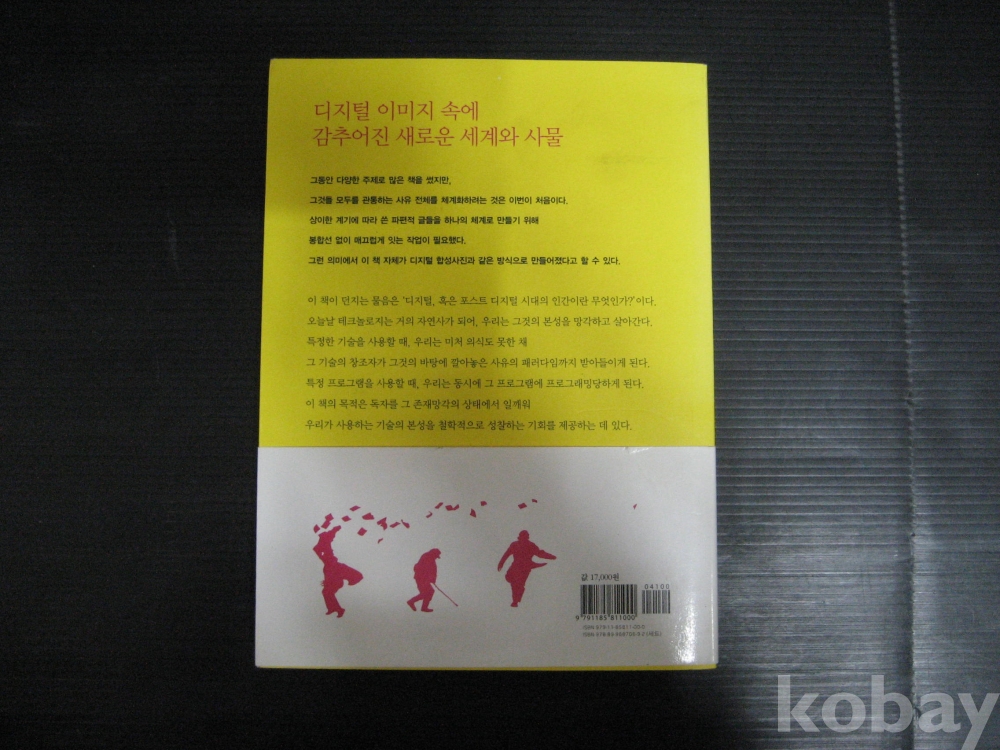 디지털 이미지 속에
감추어진 새로운 세계와 사물
그동안 다양한 주제로 많은 책을 썼지만,
그것들 모두를 관통하는 사유 전체를 체계화하려는 것은 이번이 처음이다.
상이한 계기에 따라 쓴 파편적 글들을 하나의 체계로 만들기 위해
봉합선 없이 매끄럽게 잇는 작업이 필요했다.
그런 의미에서 이 책 자체가 디지털 합성사진과 같은 방식으로 만들어졌다고 할 수 있다.
이 책이 던지는 물음은 '디지털, 혹은 포스트 디지털 시대의 인간이란 무엇인가?'이다.
오늘날 테크놀로지는 거의 자연사가 되어, 우리는 그것의 본성을 망각하고 살아간다.
특정한 기술을 사용할 때, 우리는 미처 의식도 못한 채
그 기술의 창조자가 그것의 바탕에 깔아놓은 사유의 패러다임까지 받아들이게 된다.
특정 프로그램을 사용할 때, 우리는 동시에 그 프로그램에 프로그래밍당하게 된다.
이 책의 목적은 독자를 그 존재망각의 상태에서 일깨워
우리가 사용하는 기술의 본성을 철학적으로 성찰하는 기회를 제공하는 데 있다.
값 17,000원
04100
9 791185 811000
kobay